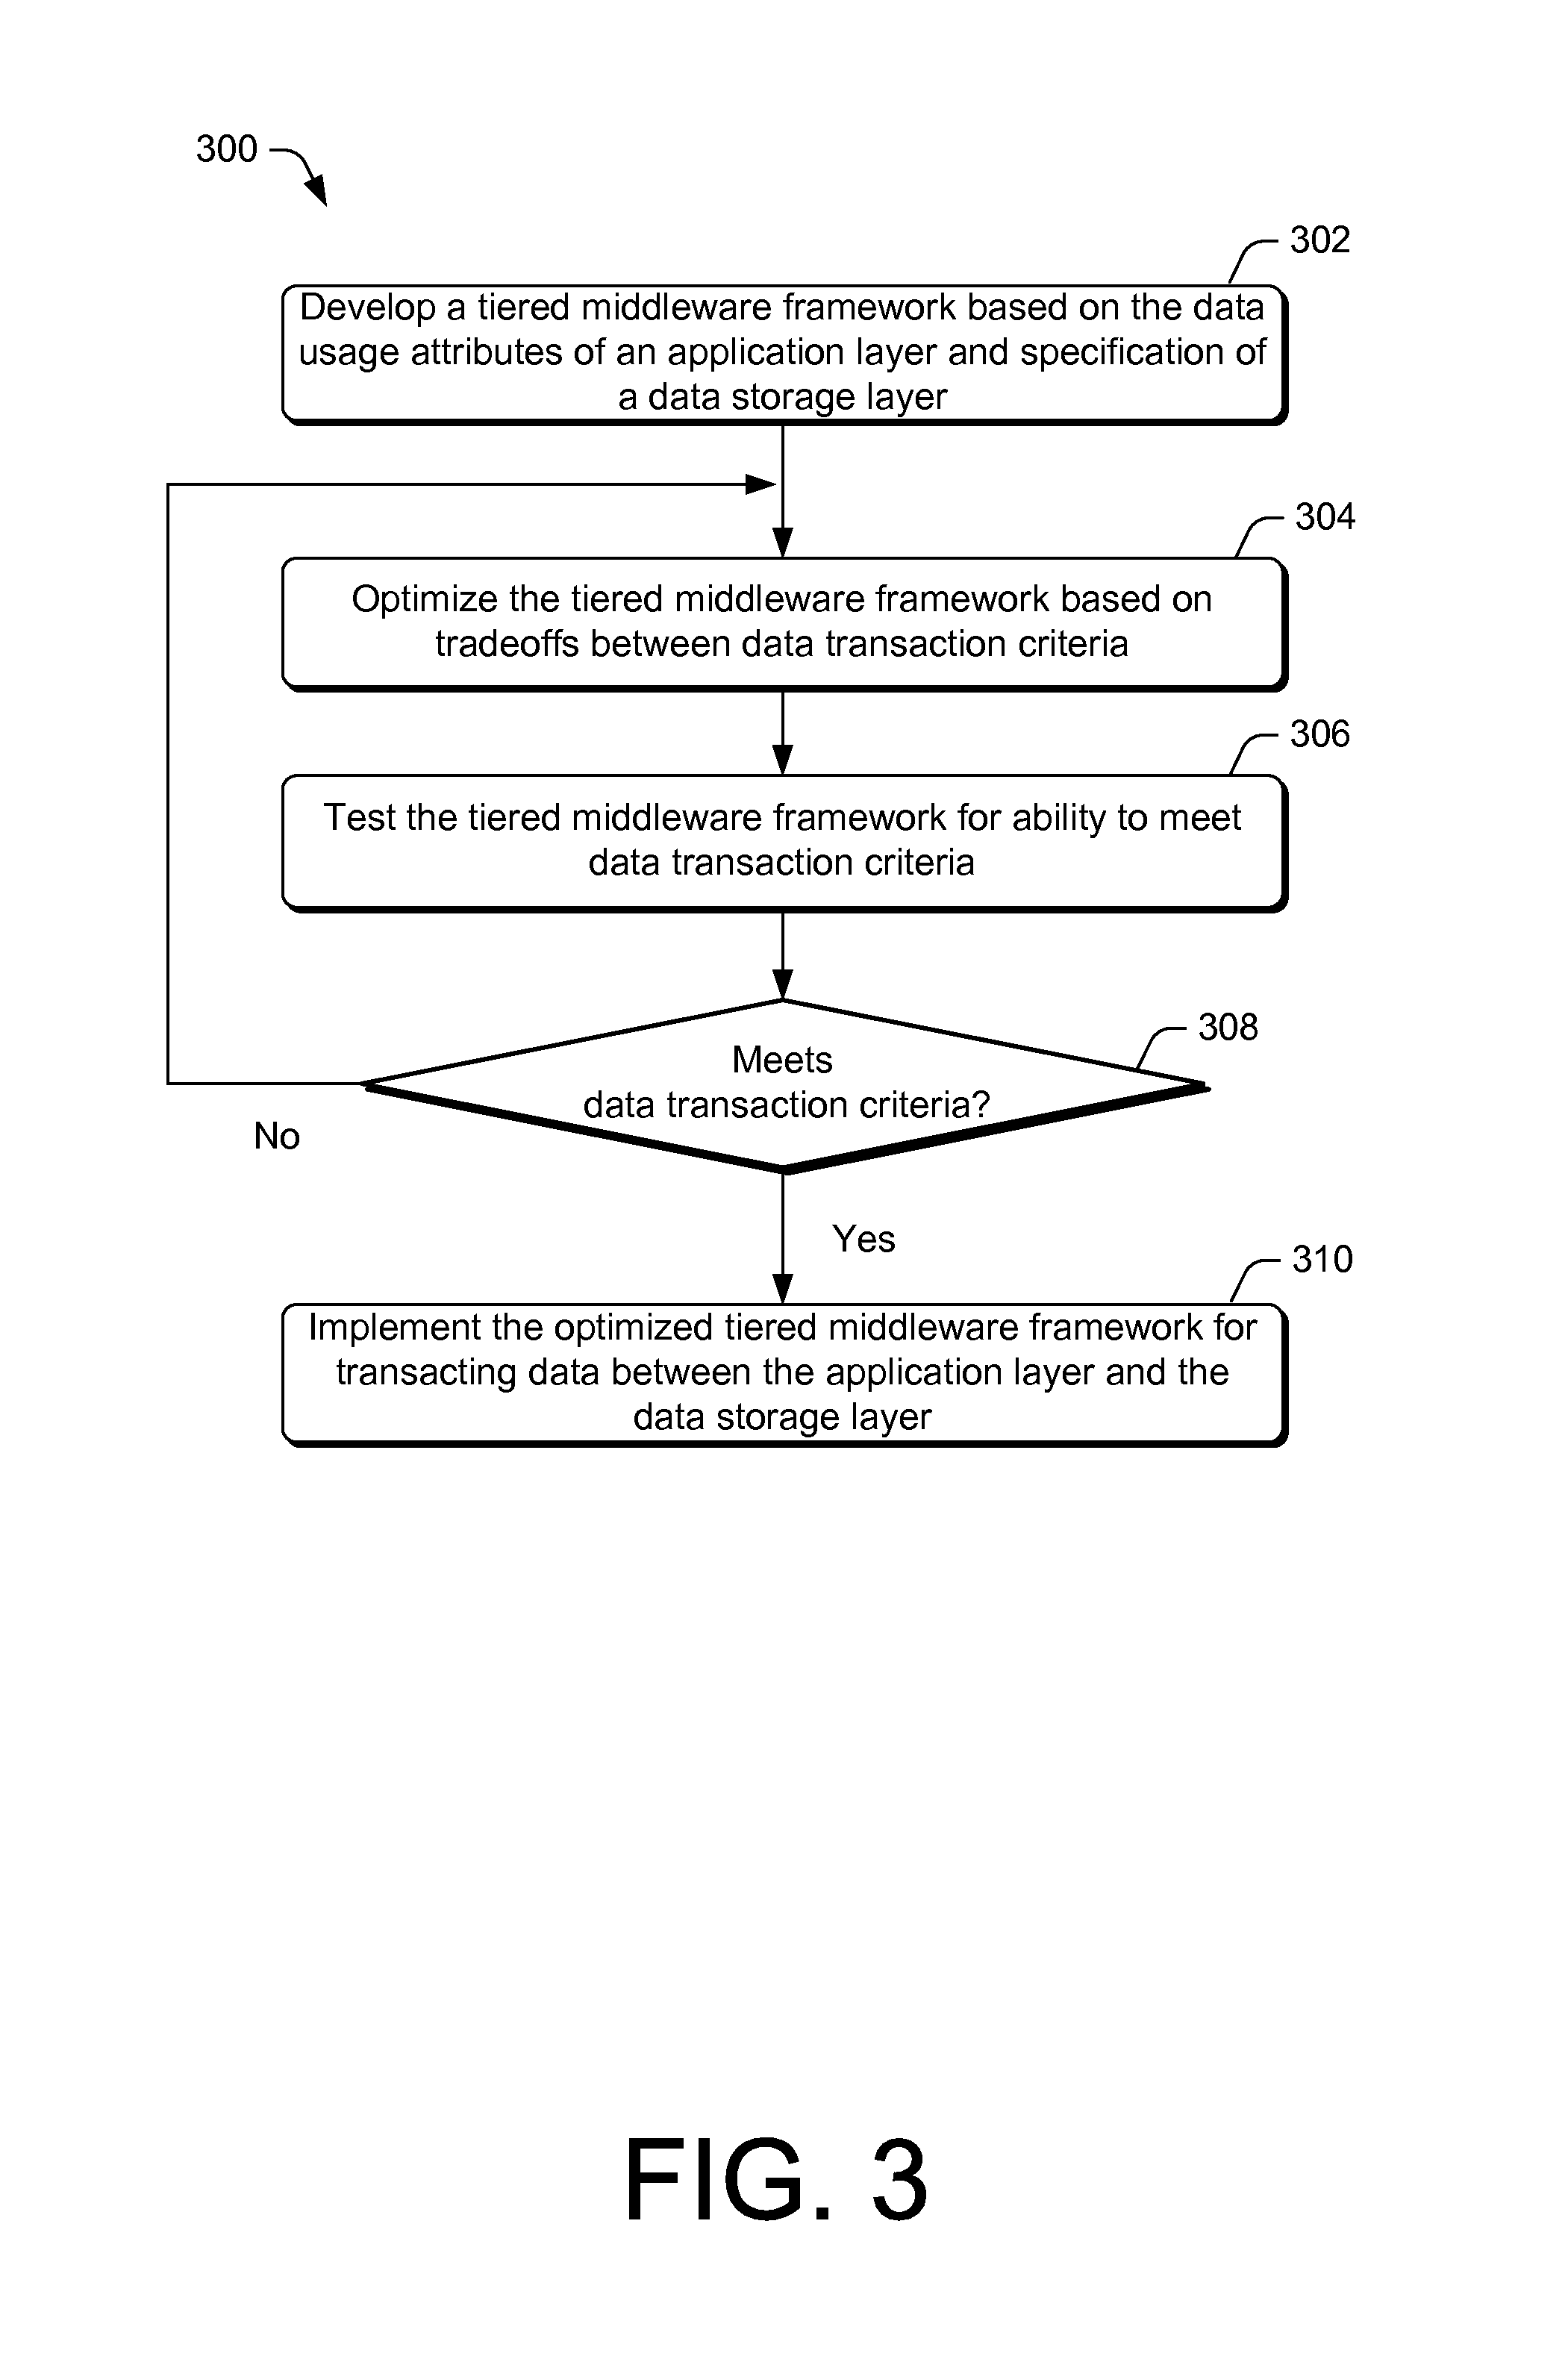 300
302
Develop a tiered middleware framework based on the data
usage attributes of an application layer and specification of
a data storage layer
304
Optimize the tiered middleware framework based on
tradeoffs between data transaction criteria
306
Test the tiered middleware framework for ability to meet
data transaction criteria
308
Meets
data transaction criteria?
No
Yes
310
Implement the optimized tiered middleware framework for
transacting data between the application layer and the
data storage layer
FIG. 3